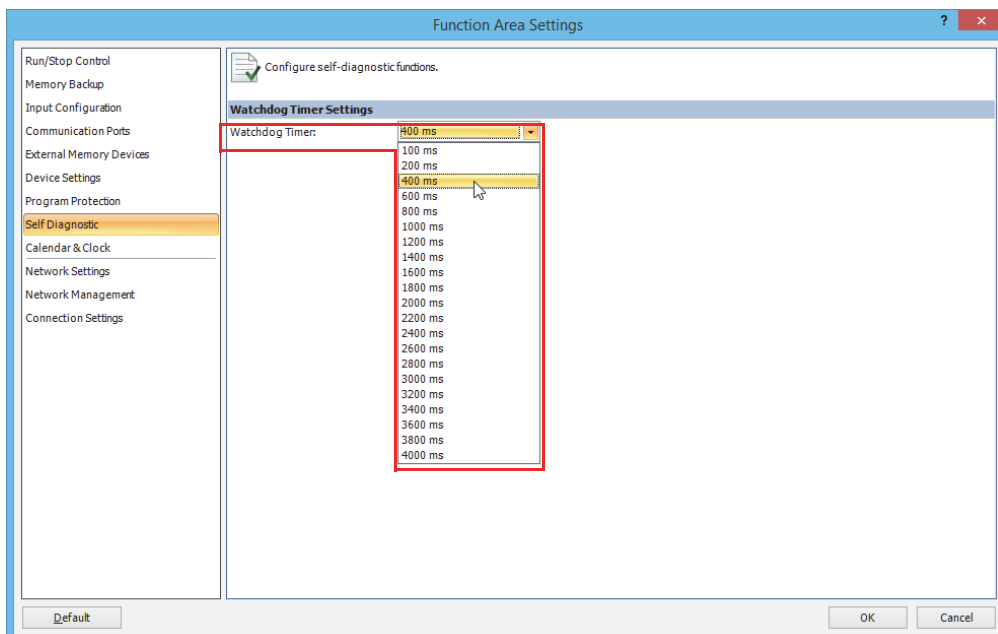 Function Area Settings
?
x
Run/Stop Control
Memory Backup
Input Configuration
Communication Ports
External Memory Devices
Device Settings
Program Protection
Self Diagnostic
Calendar & Clock
Network Settings
Network Management
Connection Settings
Configure self-diagnostic functions.
Watchdog Timer Settings
Watchdog Timer: 400 ms
100 ms
200 ms
400 ms
600 ms
800 ms
1000 ms
1200 ms
1400 ms
1600 ms
1800 ms
2000 ms
2200 ms
2400 ms
2600 ms
2800 ms
3000 ms
3200 ms
3400 ms
3600 ms
3800 ms
4000 ms
Default
OK
Cancel